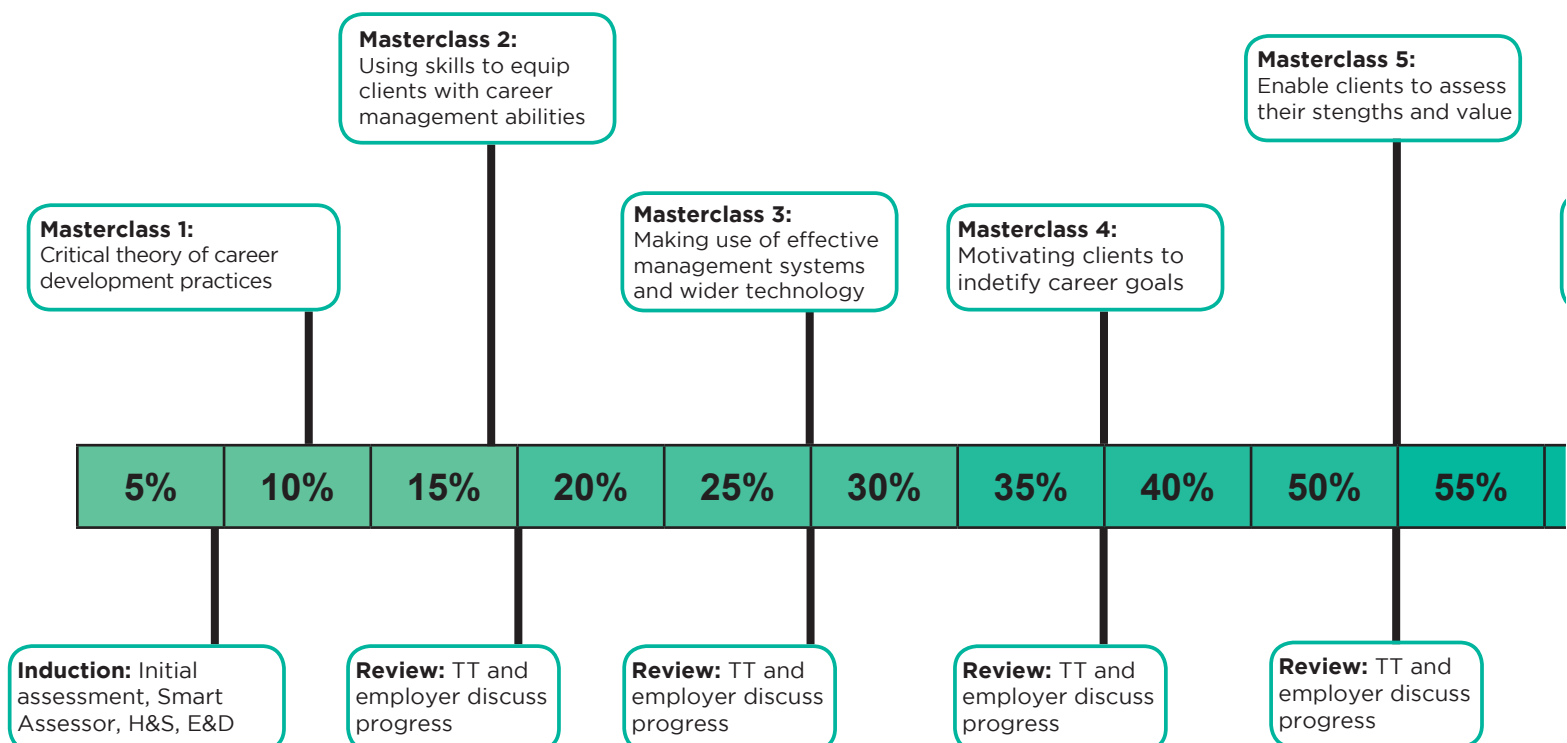 Masterclass 2:
Using skills to equip
clients with career
management abilities
Masterclass 5:
Enable clients to assess
their stengths and value
Masterclass 1:
Critical theory of career
development practices
Masterclass 3:
Making use of effective
management systems
and wider technology
Masterclass 4:
Motivating clients to
indetify career goals
5% 10% 15% 20% 25% 30% 35% 40% 50% 55%
Induction: Initial
assessment, Smart
Assessor, H&S, E&D
Review: TT and
employer discuss
progress
Review: TT and
employer discuss
progress
Review: TT and
employer discuss
progress
Review: TT and
employer discuss
progress